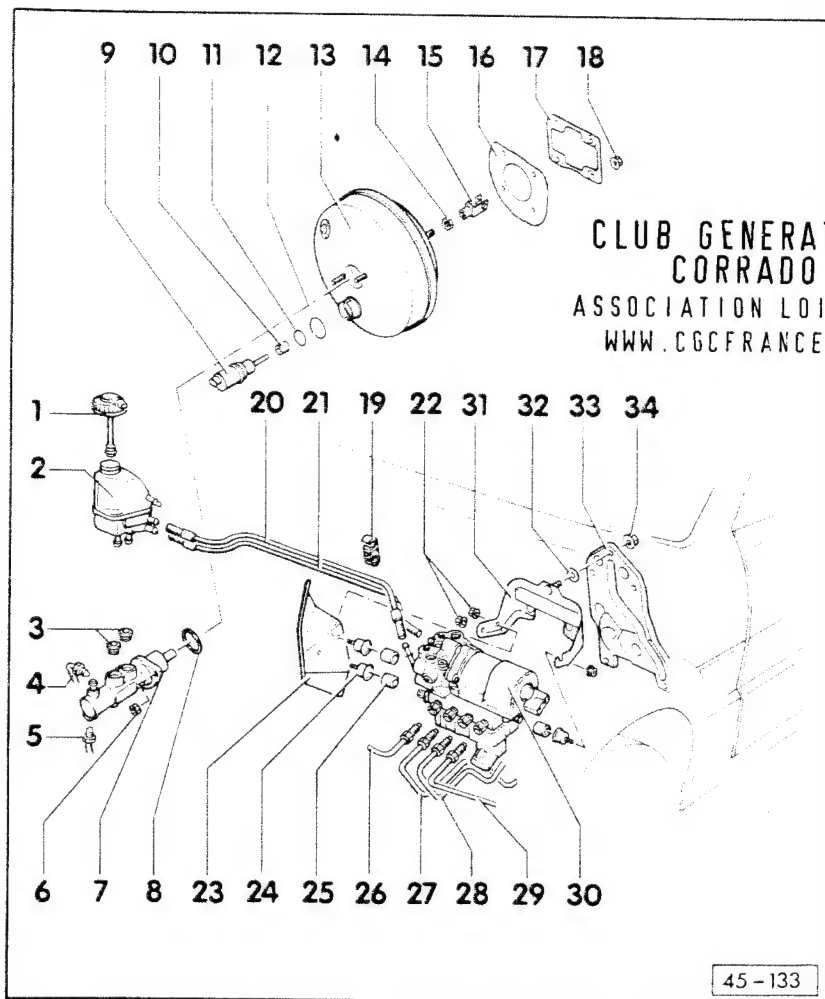 9 10 11 12 13 14 15 16 17 18
CLUB GENERA
CORRADO
ASSOCIATION LOI
WWW.CGCFRANCE
1 20 21 19 22 31 32 33 34
2
3
4
5
6 7 8 23 24 25 26 27 28 29 30
45-133